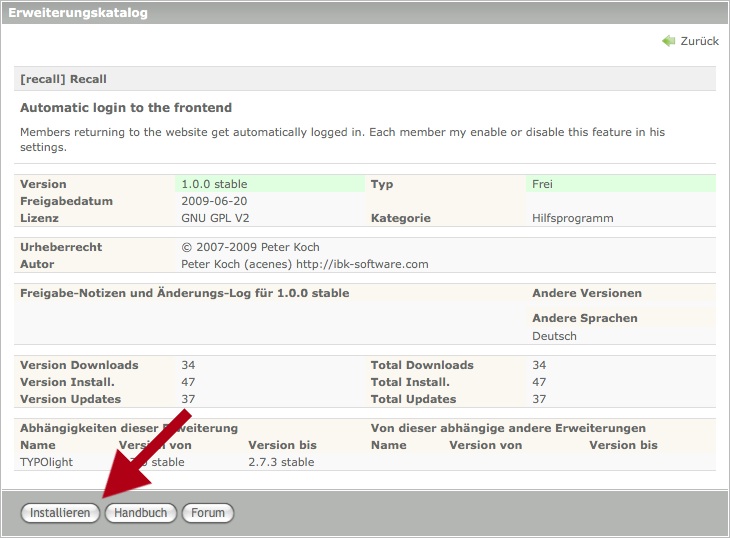 Erweiterungskatalog
Zurück
[recall] Recall
Automatic login to the frontend
Members returning to the website get automatically logged in. Each member my enable or disable this feature in his
settings.
Version 1.0.0 stable Typ Frei
Freigabedatum 2009-06-20
Lizenz GNU GPL V2 Kategorie Hilfsprogramm
Urheberrecht © 2007-2009 Peter Koch
Autor Peter Koch (acenes) http://ibk-software.com
Freigabe-Notizen und Änderungs-Log für 1.0.0 stable Andere Versionen
Andere Sprachen
Deutsch
Version Downloads 34 Total Downloads 34
Version Install. 47 Total Install. 47
Version Updates 37 Total Updates 37
Abhängigkeiten dieser Erweiterung Von dieser abhängige andere Erweiterungen
Name Version von Version bis Name Version von Version bis
TYPOlight stable 2.7.3 stable
Installieren Handbuch Forum